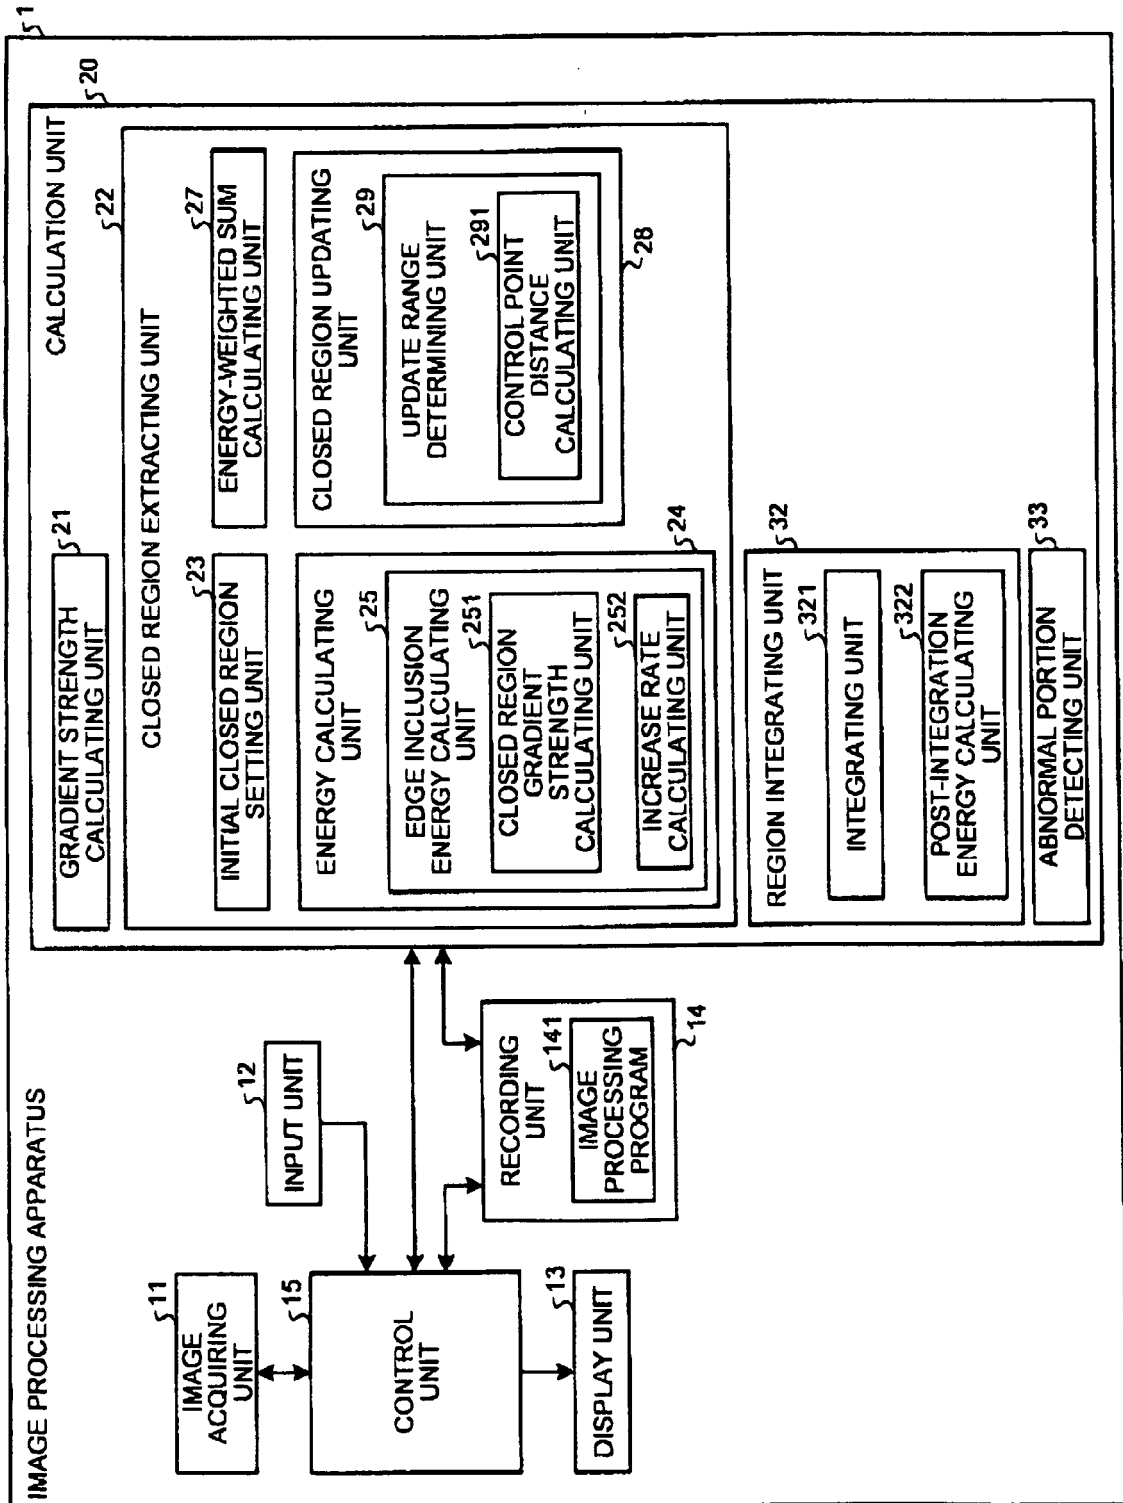 IMAGE PROCESSING APPARATUS
1
11
IMAGE
ACQUIRING
UNIT
12
INPUT UNIT
15
CONTROL
UNIT
13
DISPLAY UNIT
RECORDING
UNIT
141
IMAGE
PROCESSING
PROGRAM
14
20
CALCULATION UNIT
21
GRADIENT STRENGTH
CALCULATING UNIT
22
CLOSED REGION EXTRACTING UNIT
23
INITIAL CLOSED REGION
SETTING UNIT
27
ENERGY-WEIGHTED SUM
CALCULATING UNIT
ENERGY CALCULATING
UNIT
25
EDGE INCLUSION
ENERGY CALCULATING
UNIT
251
CLOSED REGION
GRADIENT
STRENGTH
CALCULATING UNIT
252
INCREASE RATE
CALCULATING UNIT
24
CLOSED REGION UPDATING
UNIT
29
UPDATE RANGE
DETERMINING UNIT
291
CONTROL POINT
DISTANCE
CALCULATING UNIT
28
32
REGION INTEGRATING UNIT
321
INTEGRATING UNIT
322
POST-INTEGRATION
ENERGY CALCULATING
UNIT
33
ABNORMAL PORTION
DETECTING UNIT